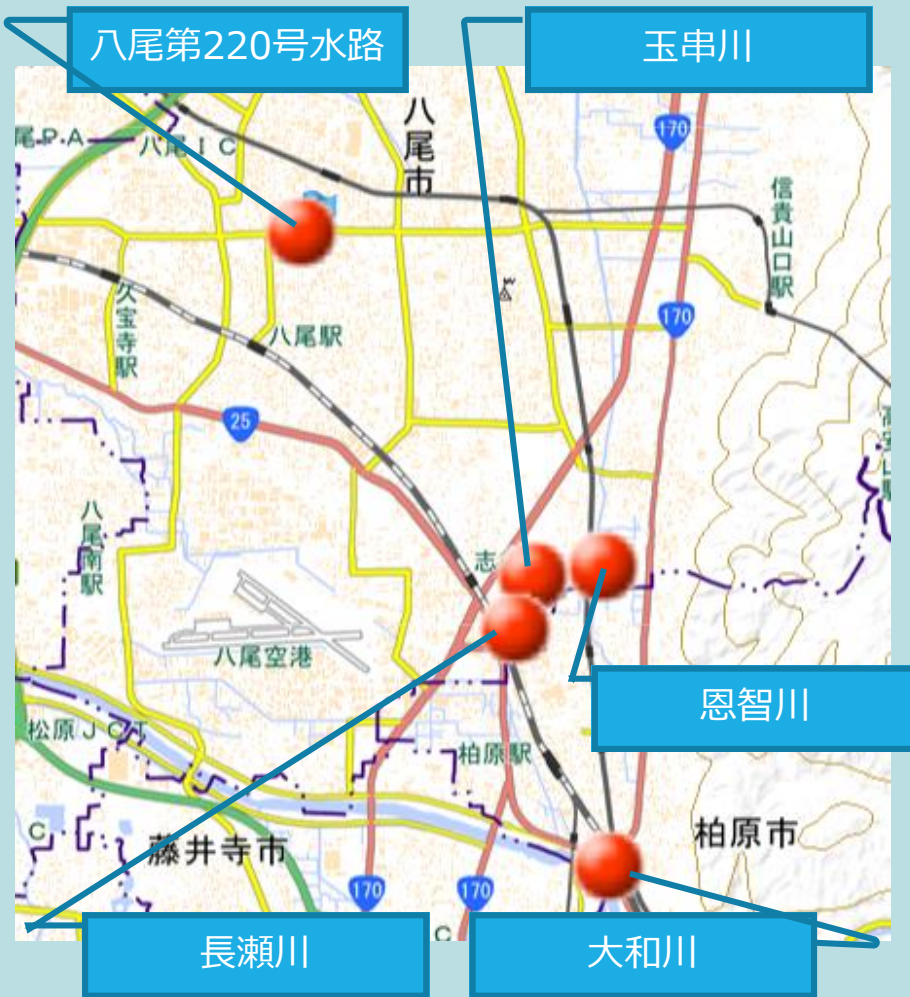 八尾第220号水路
玉串川
八尾市
170
尾P.A
八尾IC
信貴山口駅
久宝寺駅
八尾駅
170
25
八尾南駅
志
八尾空港
恩智川
松原JCT
柏原駅
柏原市
C
藤井寺市
170
170
C
長瀬川
大和川